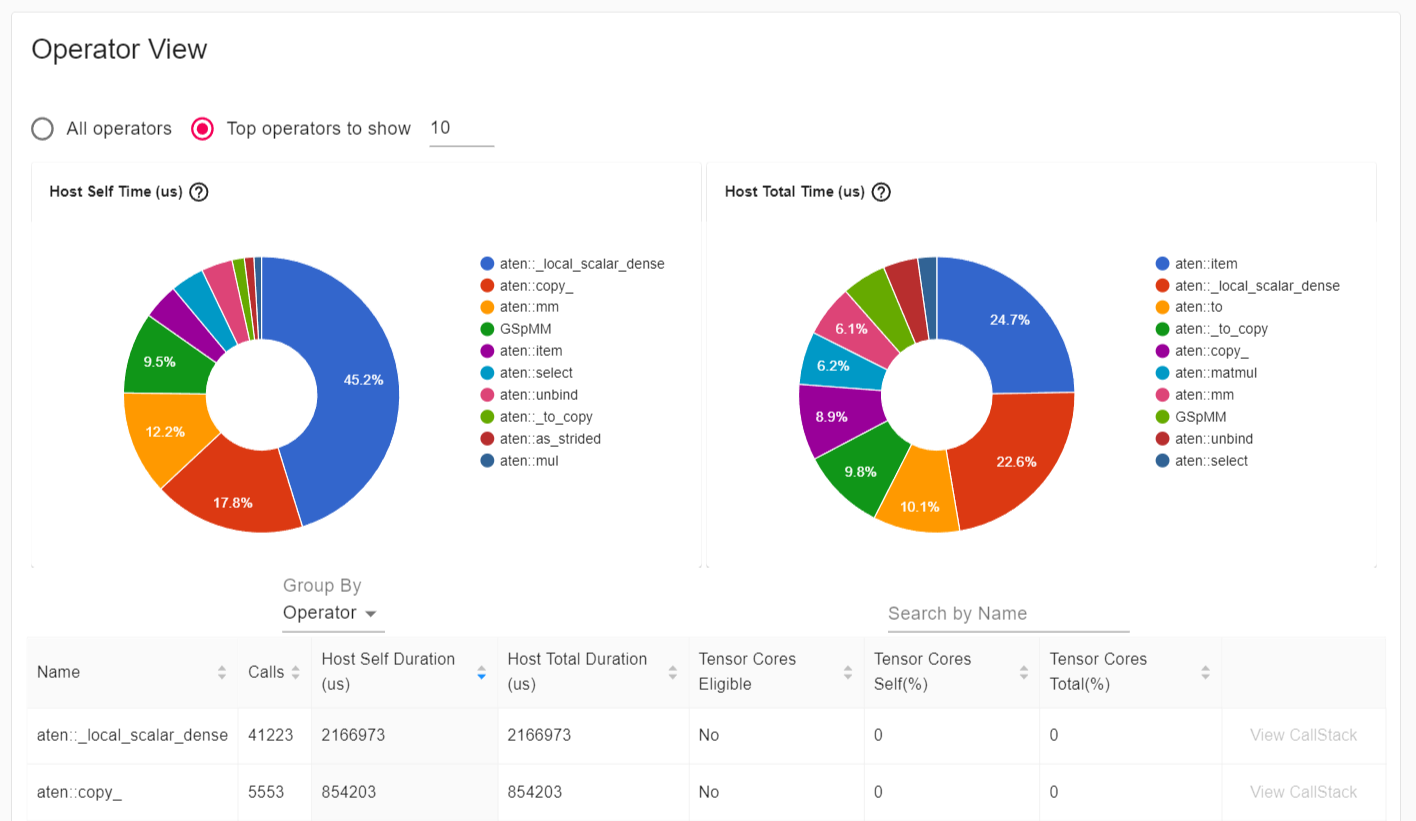 Operator View
All operators Top operators to show 10
Host Self Time (us) ?
45.2%
17.8%
12.2%
9.5%
aten::_local_scalar_dense
aten::copy_
aten::mm
GSpMM
aten::item
aten::select
aten::unbind
aten::_to_copy
aten::as_strided
aten::mul
Host Total Time (us) ?
24.7%
22.6%
10.1%
9.8%
8.9%
6.2%
6.1%
aten::item
aten::_local_scalar_dense
aten::to
aten::_to_copy
aten::copy_
aten::matmul
aten::mm
GSpMM
aten::unbind
aten::select
Group By
Operator
Search by Name
Name Calls Host Self Duration (us) Host Total Duration (us) Tensor Cores Eligible Tensor Cores Self(%) Tensor Cores Total(%)
aten::_local_scalar_dense 41223 2166973 2166973 No 0 0 View CallStack
aten::copy_ 5553 854203 854203 No 0 0 View CallStack